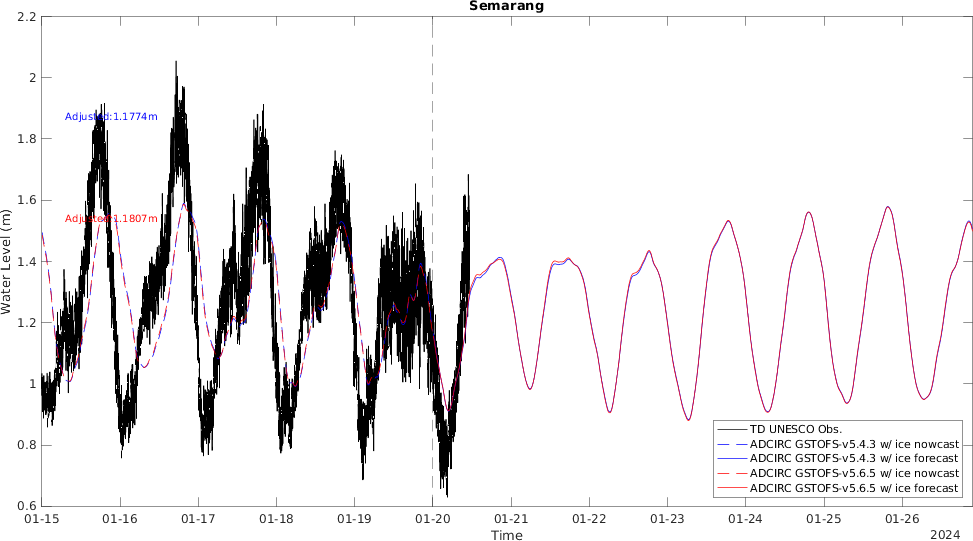 Semarang
2.2
2
1.8
1.6
1.4
1.2
1
0.8
0.6
Water Level (m)
Adjusted:1.1774m
Adjusted:1.1807m
TD UNESCO Obs.
ADCIRC GSTOFS-v5.4.3 w/ ice nowcast
ADCIRC GSTOFS-v5.4.3 w/ ice forecast
ADCIRC GSTOFS-v5.6.5 w/ ice nowcast
ADCIRC GSTOFS-v5.6.5 w/ ice forecast
01-15 01-16 01-17 01-18 01-19 01-20 01-21 01-22 01-23 01-24 01-25 01-26
Time
2024